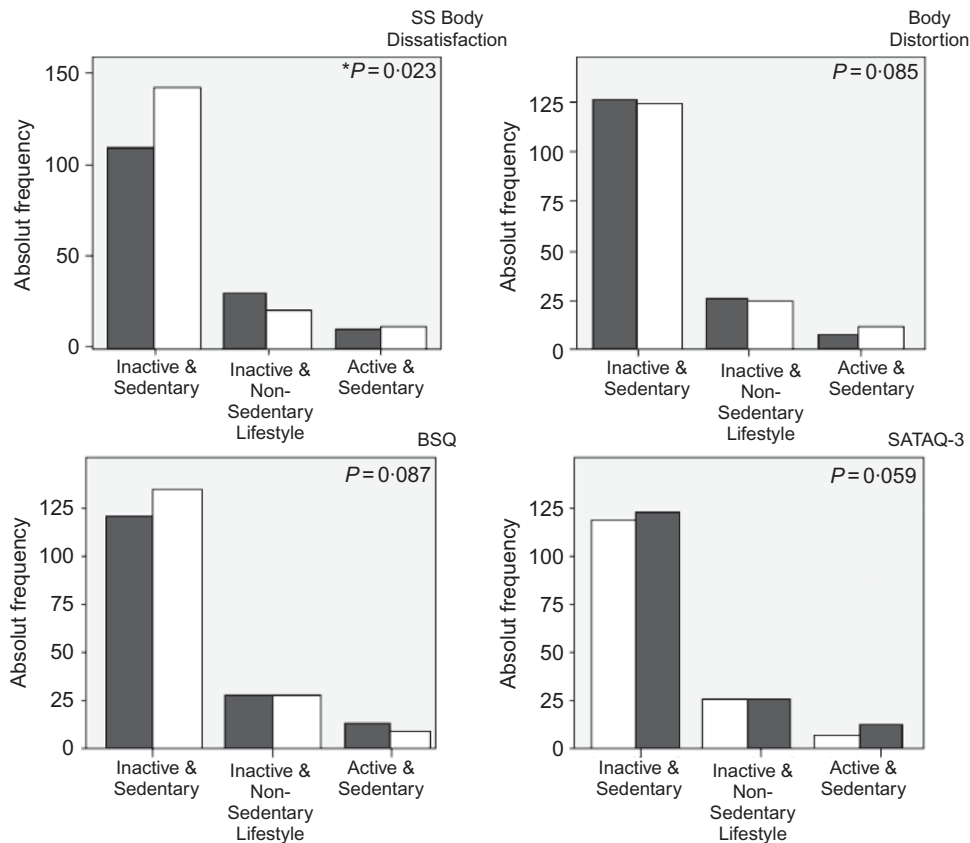 SS Body
Dissatisfaction
*P=0·023
Absolut frequency
150
100
50
0
Inactive &
Sedentary
Inactive &
Non-
Sedentary
Lifestyle
Active &
Sedentary
Body
Distortion
P=0·085
Absolut frequency
125
100
75
50
25
0
Inactive &
Sedentary
Inactive &
Non-
Sedentary
Lifestyle
Active &
Sedentary
BSQ
P=0·087
Absolut frequency
125
100
75
50
25
0
Inactive &
Sedentary
Inactive &
Non-
Sedentary
Lifestyle
Active &
Sedentary
SATAQ-3
P=0·059
Absolut frequency
125
100
75
50
25
0
Inactive &
Sedentary
Inactive &
Non-
Sedentary
Lifestyle
Active &
Sedentary